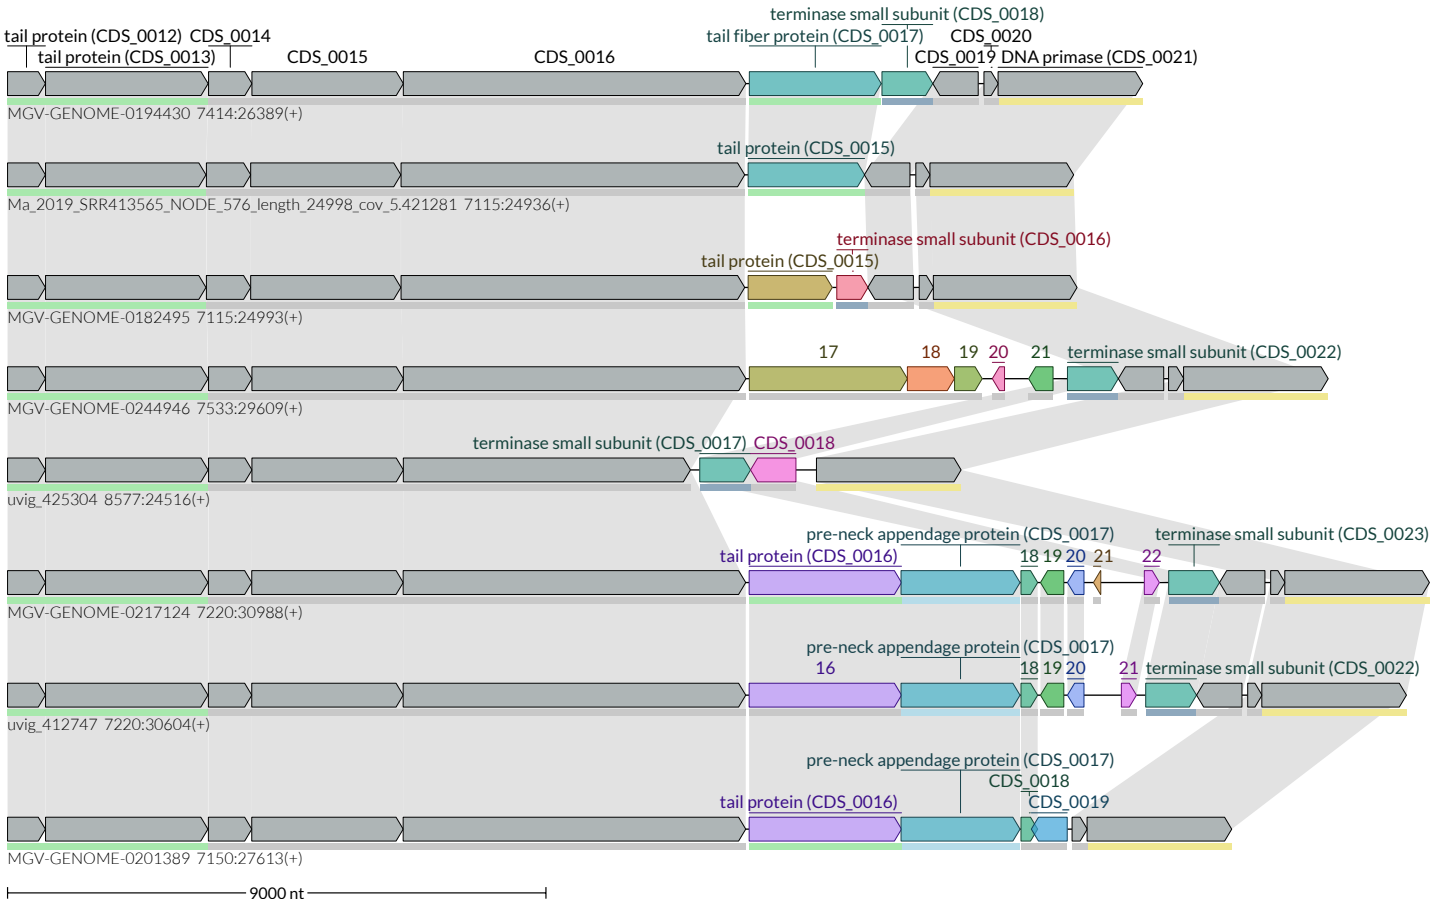 terminase small subunit (CDS_0018)
tail protein (CDS_0012) CDS_0014 tail fiber protein (CDS_0017) CDS_0020
tail protein (CDS_0013) CDS_0015 CDS_0016 CDS_0019 DNA primase (CDS_0021)
MGV-GENOME-0194430 7414:26389(+)
tail protein (CDS_0015)
Ma_2019_SRR413565_NODE_576_length_24998_cov_5.421281 7115:24936(+)
terminase small subunit (CDS_0016)
tail protein (CDS_0015)
MGV-GENOME-0182495 7115:24993(+)
17 18 19 20 21 terminase small subunit (CDS_0022)
MGV-GENOME-0244946 7533:29609(+)
terminase small subunit (CDS_0017) CDS_0018
uvig_425304 8577:24516(+)
pre-neck appendage protein (CDS_0017) terminase small subunit (CDS_0023)
tail protein (CDS_0016) 18 19 20 21 22
MGV-GENOME-0217124 7220:30988(+)
pre-neck appendage protein (CDS_0017)
16 18 19 20 21 terminase small subunit (CDS_0022)
uvig_412747 7220:30604(+)
pre-neck appendage protein (CDS_0017)
CDS_0018
tail protein (CDS_0016) CDS_0019
MGV-GENOME-0201389 7150:27613(+)
9000 nt